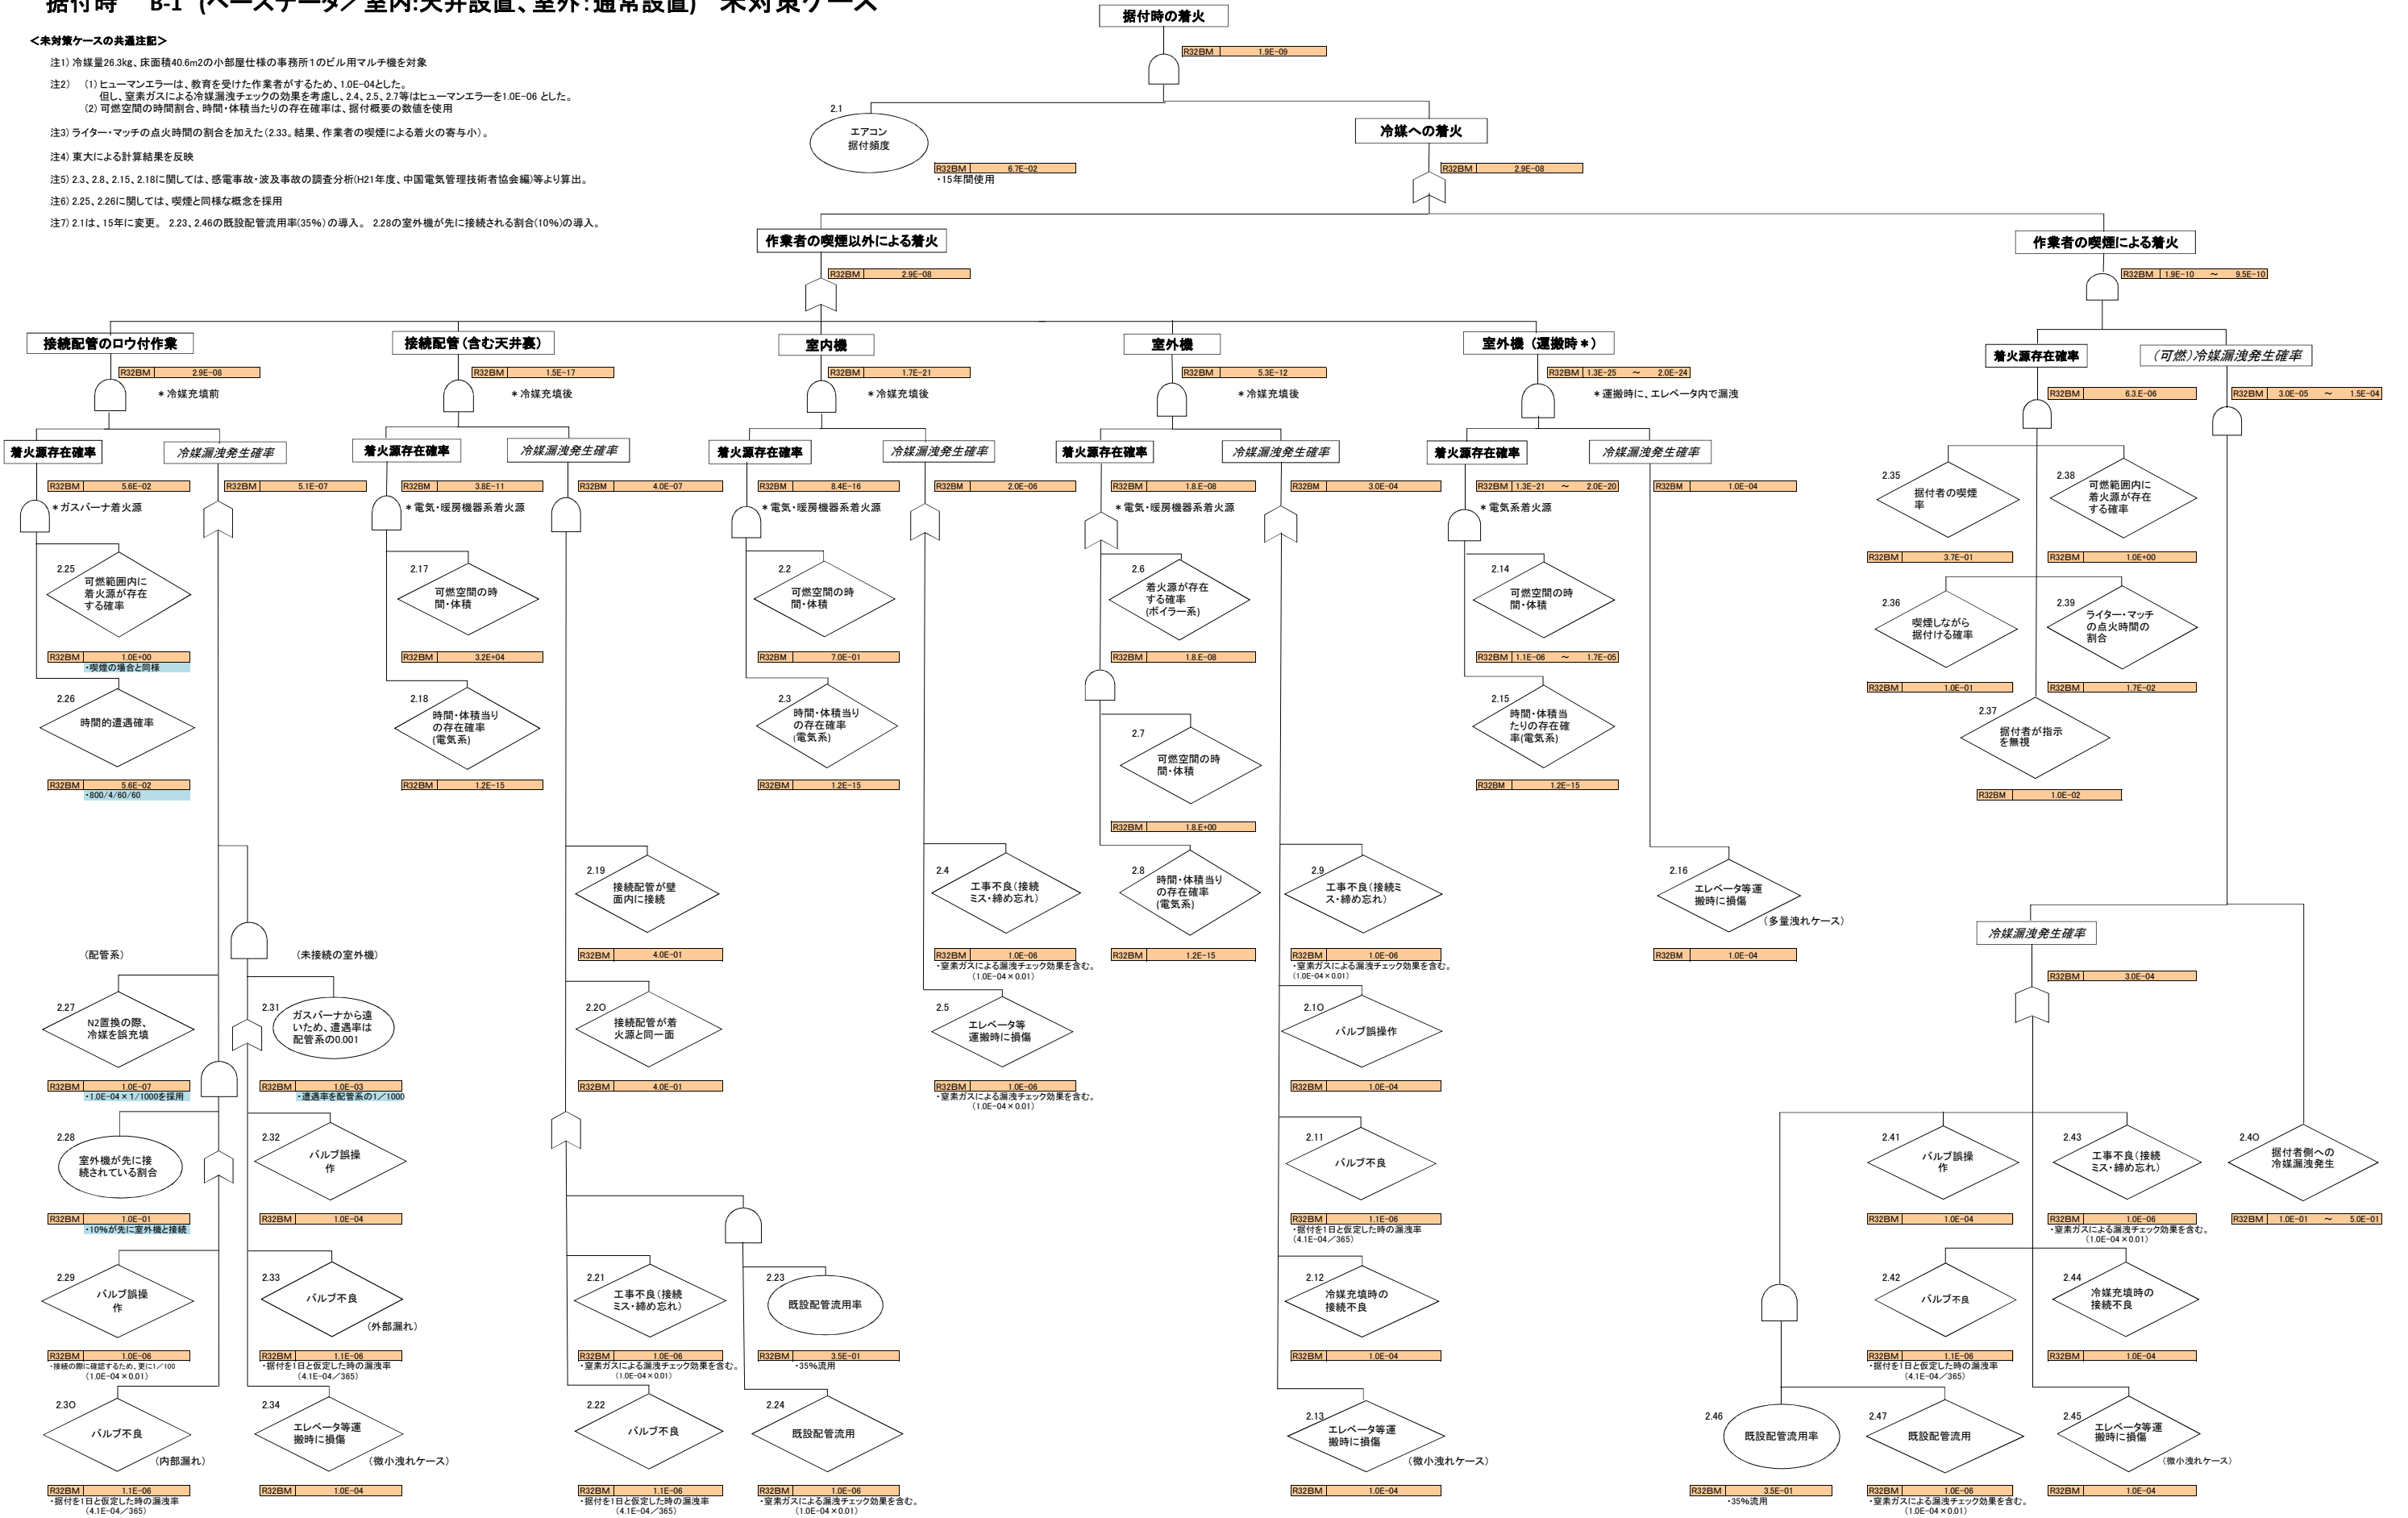 据付時 B-1 (ベースデータ/室内:天井設置、室外:通常設置) 未対策ケース
<未対策ケースの共通注記>
注1) 冷媒量26.3kg、床面積40.6m2の小部屋仕様の事務所1のビル用マルチ機を対象
注2) (1)ヒューマンエラーは、教育を受けた作業者がするため、1.0E-04とした。
但し、窒素ガスによる冷媒漏洩チェックの効果を考慮し、2.4、2.5、2.7等はヒューマンエラーを1.0E-06 とした。
(2) 可燃空間の時間割合、時間・体積当たりの存在確率は、据付概要の数値を使用
注3) ライター・マッチの点火時間の割合を加えた(2.33。結果、作業者の喫煙による着火の寄与小)。
注4) 東大による計算結果を反映
注5) 2.3、2.8、2.15、2.18に関しては、感電事故・波及事故の調査分析(H21年度、中国電気管理技術者協会編)等より算出。
注6) 2.25、2.26に関しては、喫煙と同様な概念を採用
注7) 2.1は、15年に変更。 2.23、2.46の既設配管流用率(35%)の導入。 2.28の室外機が先に接続される割合(10%)の導入。
据付時の着火
R32BM 1.9E-09
2.1
エアコン
据付頻度
R32BM 6.7E-02
・15年間使用
冷媒への着火
R32BM 2.9E-08
作業者の喫煙以外による着火
R32BM 2.9E-08
作業者の喫煙による着火
R32BM 1.9E-10 ~ 9.5E-10
接続配管のロウ付作業
R32BM 2.9E-08
*冷媒充填前
着火源存在確率
R32BM 5.6E-02
*ガスバーナ着火源
冷媒漏洩発生確率
R32BM 5.1E-07
2.25
可燃範囲内に
着火源が存在
する確率
R32BM 1.0E+00
・喫煙の場合と同様
2.26
時間的遭遇確率
R32BM 5.6E-02
・800/4/60/60
(配管系)
(未接続の室外機)
2.27
N2置換の際、
冷媒を誤充填
R32BM 1.0E-07
・1.0E-04×1/1000を採用
2.31
ガスバーナから遠
いため、遭遇率は
配管系の0.001
R32BM 1.0E-03
・遭遇率を配管系の1/1000
2.28
室外機が先に接
続されている割合
R32BM 1.0E-01
・10%が先に室外機と接続
2.32
バルブ誤操
作
R32BM 1.0E-04
2.29
バルブ誤操
作
R32BM 1.0E-06
・接続の際に確認するため、更に1/100
(1.0E-04×0.01)
2.33
バルブ不良
(外部漏れ)
R32BM 1.1E-06
・据付を1日と仮定した時の漏洩率
(4.1E-04/365)
2.30
バルブ不良
(内部漏れ)
R32BM 1.1E-06
・据付を1日と仮定した時の漏洩率
(4.1E-04/365)
2.34
エレベータ等運
搬時に損傷
(微小洩れケース)
R32BM 1.0E-04
接続配管(含む天井裏)
R32BM 1.5E-17
*冷媒充填後
着火源存在確率
R32BM 3.8E-11
*電気・暖房機器系着火源
冷媒漏洩発生確率
R32BM 4.0E-07
2.17
可燃空間の時
間・体積
R32BM 3.2E+04
2.18
時間・体積当り
の存在確率
(電気系)
R32BM 1.2E-15
2.19
接続配管が壁
面内に接続
R32BM 4.0E-01
2.20
接続配管が着
火源と同一面
R32BM 4.0E-01
2.21
工事不良(接続
ミス・締め忘れ)
R32BM 1.0E-06
・窒素ガスによる漏洩チェック効果を含む。
(1.0E-04×0.01)
2.23
既設配管流用率
R32BM 3.5E-01
・35%流用
2.22
バルブ不良
R32BM 1.1E-06
・据付を1日と仮定した時の漏洩率
(4.1E-04/365)
2.24
既設配管流用
R32BM 1.0E-06
・窒素ガスによる漏洩チェック効果を含む。
(1.0E-04×0.01)
室内機
R32BM 1.7E-21
*冷媒充填後
着火源存在確率
R32BM 8.4E-16
*電気・暖房機器系着火源
冷媒漏洩発生確率
R32BM 2.0E-06
2.2
可燃空間の時
間・体積
R32BM 7.0E-01
2.3
時間・体積当り
の存在確率
(電気系)
R32BM 1.2E-15
2.4
工事不良(接続
ミス・締め忘れ)
R32BM 1.0E-06
・窒素ガスによる漏洩チェック効果を含む。
(1.0E-04×0.01)
2.5
エレベータ等
運搬時に損傷
R32BM 1.0E-06
・窒素ガスによる漏洩チェック効果を含む。
(1.0E-04×0.01)
室外機
R32BM 5.3E-12
*冷媒充填後
着火源存在確率
R32BM 1.8.E-08
*電気・暖房機器系着火源
冷媒漏洩発生確率
R32BM 3.0E-04
2.6
着火源が存在
する確率
(ボイラー系)
R32BM 1.8.E-08
2.7
可燃空間の時
間・体積
R32BM 1.8.E+00
2.8
時間・体積当り
の存在確率
(電気系)
R32BM 1.2E-15
2.9
工事不良(接続ミ
ス・締め忘れ)
R32BM 1.0E-06
・窒素ガスによる漏洩チェック効果を含む。
(1.0E-04×0.01)
2.10
バルブ誤操作
R32BM 1.0E-04
2.11
バルブ不良
R32BM 1.1E-06
・据付を1日と仮定した時の漏洩率
(4.1E-04/365)
2.12
冷媒充填時の
接続不良
R32BM 1.0E-04
2.13
エレベータ等運
搬時に損傷
(微小洩れケース)
R32BM 1.0E-04
室外機 (運搬時*)
R32BM 1.3E-25 ~ 2.0E-24
*運搬時に、エレベータ内で漏洩
着火源存在確率
R32BM 1.3E-21 ~ 2.0E-20
*電気系着火源
冷媒漏洩発生確率
R32BM 1.0E-04
2.14
可燃空間の時
間・体積
R32BM 1.1E-06 ~ 1.7E-05
2.15
時間・体積当
たりの存在確
率(電気系)
R32BM 1.2E-15
2.16
エレベータ等運
搬時に損傷
(多量洩れケース)
R32BM 1.0E-04
着火源存在確率
R32BM 6.3.E-06
(可燃)冷媒漏洩発生確率
R32BM 3.0E-05 ~ 1.5E-04
2.35
据付者の喫煙
率
R32BM 3.7E-01
2.38
可燃範囲内に
着火源が存在
する確率
R32BM 1.0E+00
2.36
喫煙しながら
据付ける確率
R32BM 1.0E-01
2.39
ライター・マッチ
の点火時間の
割合
R32BM 1.7E-02
2.37
据付者が指示
を無視
R32BM 1.0E-02
冷媒漏洩発生確率
R32BM 3.0E-04
2.41
バルブ誤操
作
R32BM 1.0E-04
2.43
工事不良(接続
ミス・締め忘れ)
R32BM 1.0E-06
・窒素ガスによる漏洩チェック効果を含む。
(1.0E-04×0.01)
2.40
据付者側への
冷媒漏洩発生
R32BM 1.0E-01 ~ 5.0E-01
2.42
バルブ不良
R32BM 1.1E-06
・据付を1日と仮定した時の漏洩率
(4.1E-04/365)
2.44
冷媒充填時の
接続不良
R32BM 1.0E-04
2.46
既設配管流用率
R32BM 3.5E-01
・35%流用
2.47
既設配管流用
R32BM 1.0E-06
・窒素ガスによる漏洩チェック効果を含む。
(1.0E-04×0.01)
2.45
エレベータ等運
搬時に損傷
(微小洩れケース)
R32BM 1.0E-04